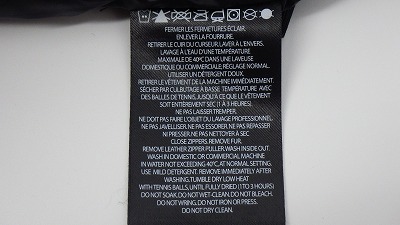 FERMER LES FERMETURES ÉCLAIR.
ENLEVER LA FOURRURE.
RETIRER LE CUIR DU CURSEUR, LAVER À L'ENVERS.
LAVAGE À L'EAU D'UNE TEMPÉRATURE
MAXIMALE DE 40°C DANS UNE LAVEUSE
DOMESTIQUE OU COMMERCIALE; RÉGLAGE NORMAL.
UTILISER UN DÉTERGENT DOUX.
RETIRER LE VÊTEMENT DE LA MACHINE IMMÉDIATEMENT.
SÉCHER PAR CULBUTAGE À BASSE TEMPÉRATURE AVEC
DES BALLES DE TENNIS, JUSQU'A CE QUE LE VÊTEMENT
SOIT ENTIÈREMENT SEC (1 À 3 HEURES).
NE PAS LAISSER TREMPER.
NE DOIT PAS FAIRE L'OBJET DU LAVAGE PROFESSIONNEL.
NE PAS JAVELLISER. NE PAS ESSORER. NE PAS REPASSER
NI PRESSER. NE PAS NETTOYER À SEC
CLOSE ZIPPERS. REMOVE FUR.
REMOVE LEATHER ZIPPER PULLER. WASH INSIDE OUT.
WASH IN DOMESTIC OR COMMERCIAL MACHINE
IN WATER NOT EXCEEDING 40°C, AT NORMAL SETTING.
USE MILD DETERGENT. REMOVE IMMEDIATELY AFTER
WASHING. TUMBLE DRY LOW HEAT
WITH TENNIS BALLS, UNTIL FULLY DRIED (1 TO 3 HOURS)
DO NOT SOAK. DO NOT WET-CLEAN. DO NOT BLEACH.
DO NOT WRING. DO NOT IRON OR PRESS.
DO NOT DRY CLEAN.